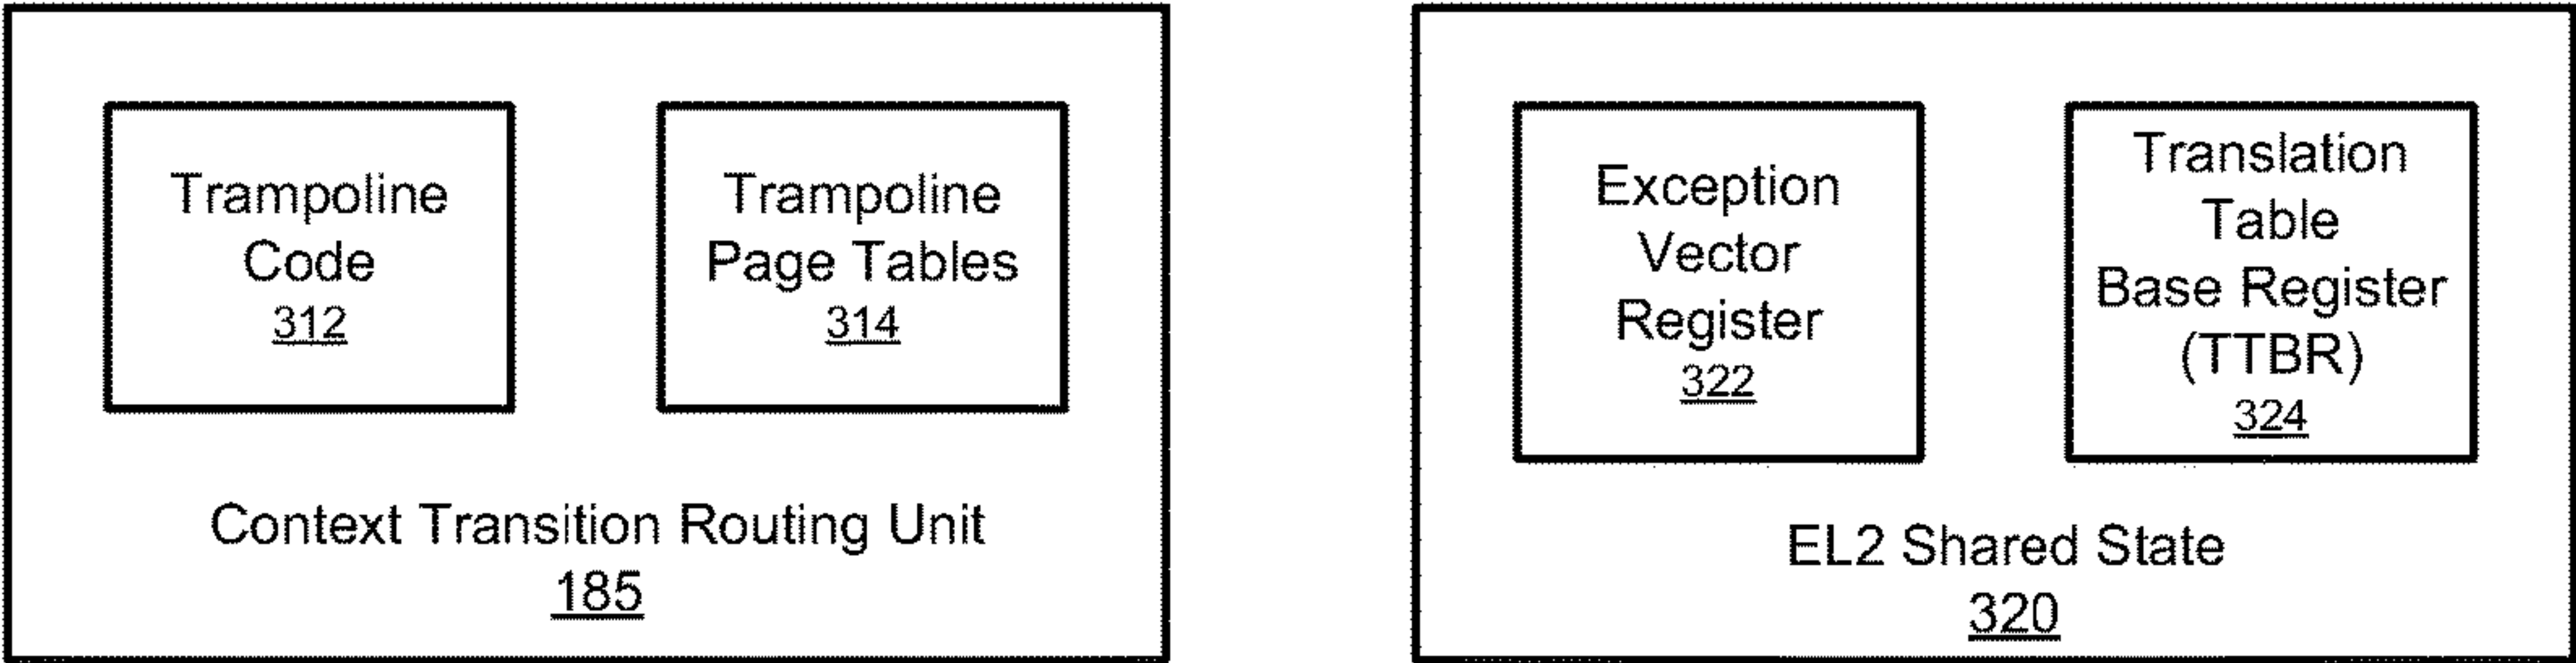 Trampoline
Code
312
Trampoline
Page Tables
314
Context Transition Routing Unit
185
Exception
Vector
Register
322
Translation
Table
Base Register
(TTBR)
324
EL2 Shared State
320